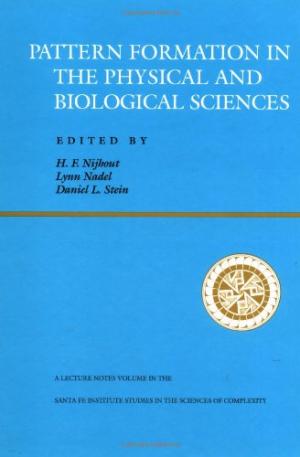 PATTERN FORMATION IN
THE PHYSICAL AND
BIOLOGICAL SCIENCES
EDITED BY
H. F. Nijhout
Lynn Nadel
Daniel L. Stein
A LECTURE NOTES VOLUME IN THE
SANTA FE INSTITUTE STUDIES IN THE SCIENCES OF COMPLEXITY